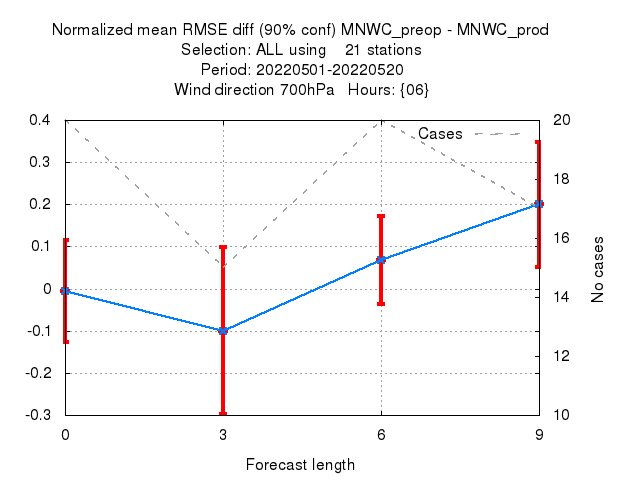 Normalized mean RMSE diff (90% conf) MNWC_preop - MNWC_prod
Selection: ALL using 21 stations
Period: 20220501-20220520
Wind direction 700hPa Hours: {06}
Cases
0.4
0.3
0.2
0.1
0
-0.1
-0.2
-0.3
20
18
16
14
12
10
No cases
0 3 6 9
Forecast length